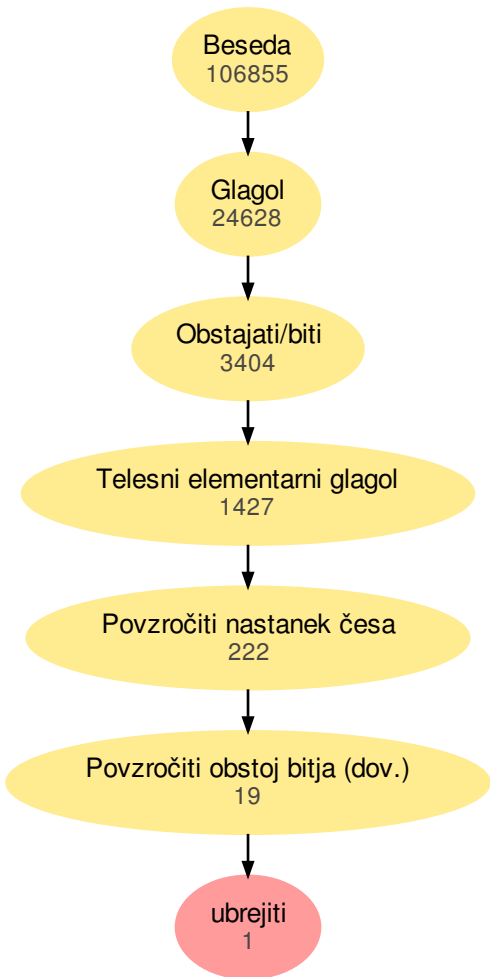 Beseda
106855
Glagol
24628
Obstajati/biti
3404
Telesni elementarni glagol
1427
Povzročiti nastanek česa
222
Povzročiti obstoj bitja (dov.)
19
ubrejiti
1